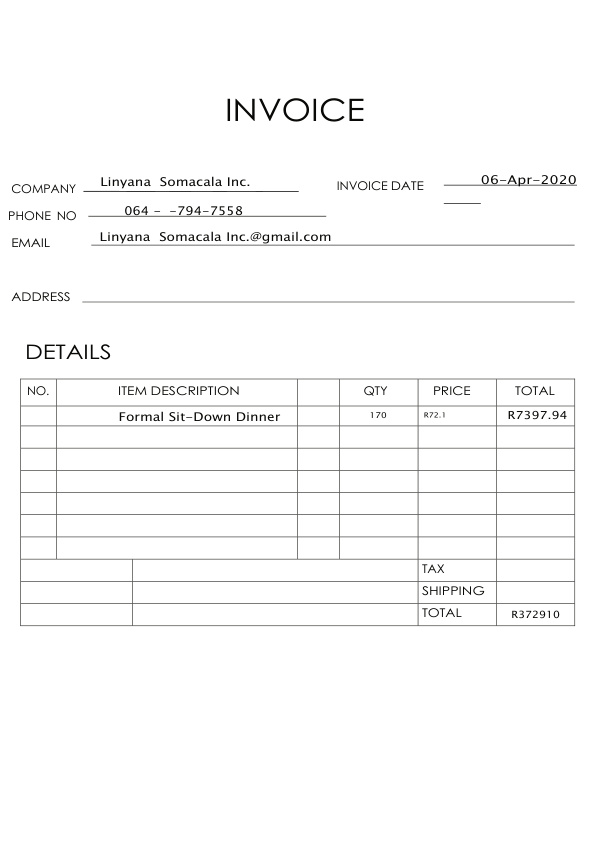 INVOICE
COMPANY Linyana Somacala Inc. INVOICE DATE 06-Apr-2020
PHONE NO 064 - -794-7558
EMAIL Linyana Somacala Inc.@gmail.com
ADDRESS
DETAILS
NO. ITEM DESCRIPTION QTY PRICE TOTAL
Formal Sit-Down Dinner 170 R72.1 R7397.94
TAX
SHIPPING
TOTAL R372910